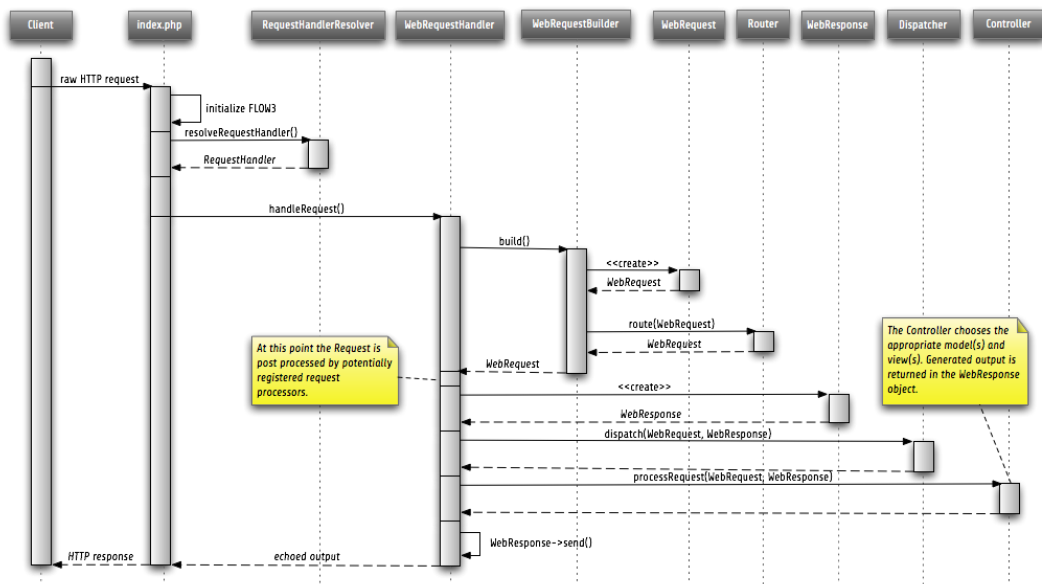 Client
index.php
RequestHandlerResolver
WebRequestHandler
WebRequestBuilder
WebRequest
Router
WebResponse
Dispatcher
Controller
raw HTTP request
initialize FLOW3
resolveRequestHandler()
RequestHandler
handleRequest()
build()
<<create>>
WebRequest
route(WebRequest)
WebRequest
WebRequest
At this point the Request is
post processed by potentially
registered request
processors.
The Controller chooses the
appropriate model(s) and
view(s). Generated output is
returned in the WebResponse
object.
<<create>>
WebResponse
dispatch(WebRequest, WebResponse)
processRequest(WebRequest, WebResponse)
WebResponse->send()
HTTP response
echoed output